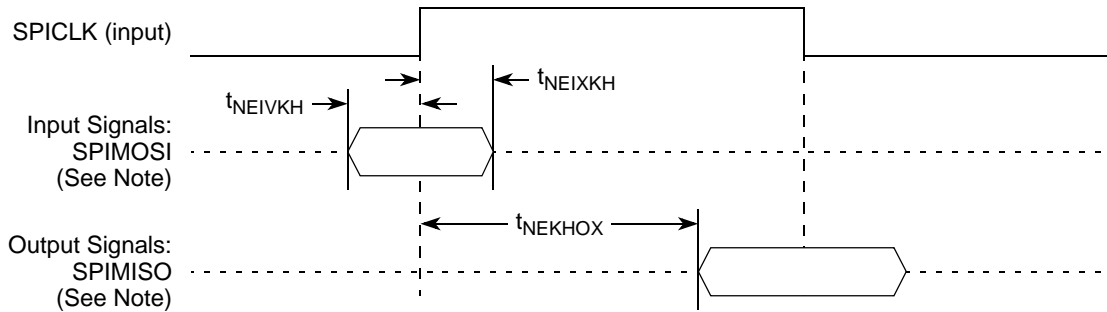 SPICLK (input)
tNEIXKH
tNEIVKH
Input Signals:
SPIMOSI
(See Note)
tNEKHOX
Output Signals:
SPIMISO
(See Note)